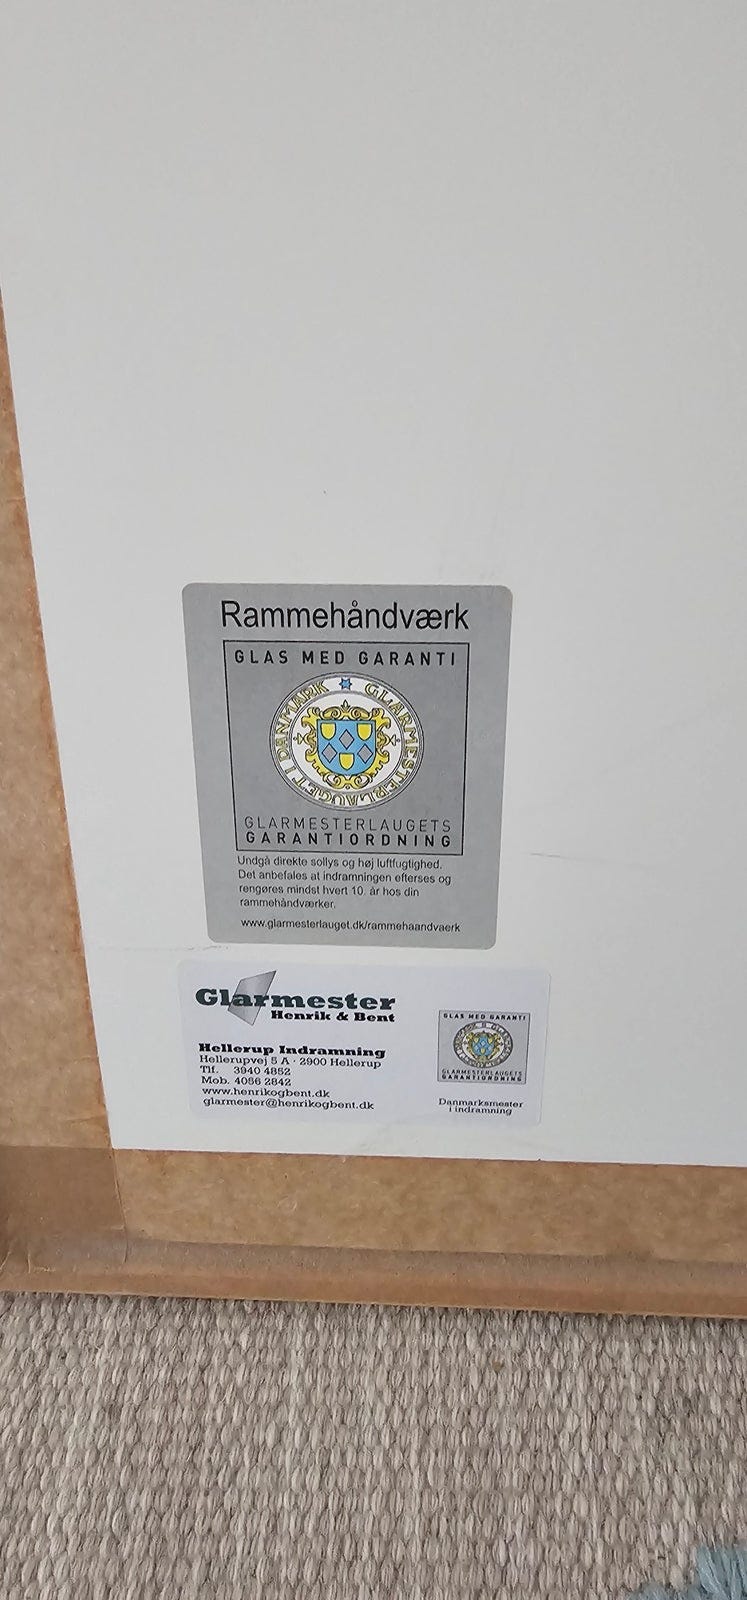 Rammehåndværk
GLAS MED GARANTI
GLARMESTERLAUGET I DANMARK
GLARMESTERLAUGETS
GARANTIORDNING
Undgå direkte sollys og høj luftfugtighed.
Det anbefales at indramningen efterses og
rengøres mindst hvert 10. år hos din
rammehåndværker.
www.glarmesterlauget.dk/rammehaandvaerk
Glarmester
Henrik & Bent
Hellerup Indramning
Hellerupvej 5 A · 2900 Hellerup
Tlf. 3940 4852
Mob. 4056 2842
www.henrikogbent.dk
glarmester@henrikogbent.dk
GLAS MED GARANTI
GLARMESTERLAUGETS
GARANTIORDNING
Danmarksmester
i indramning